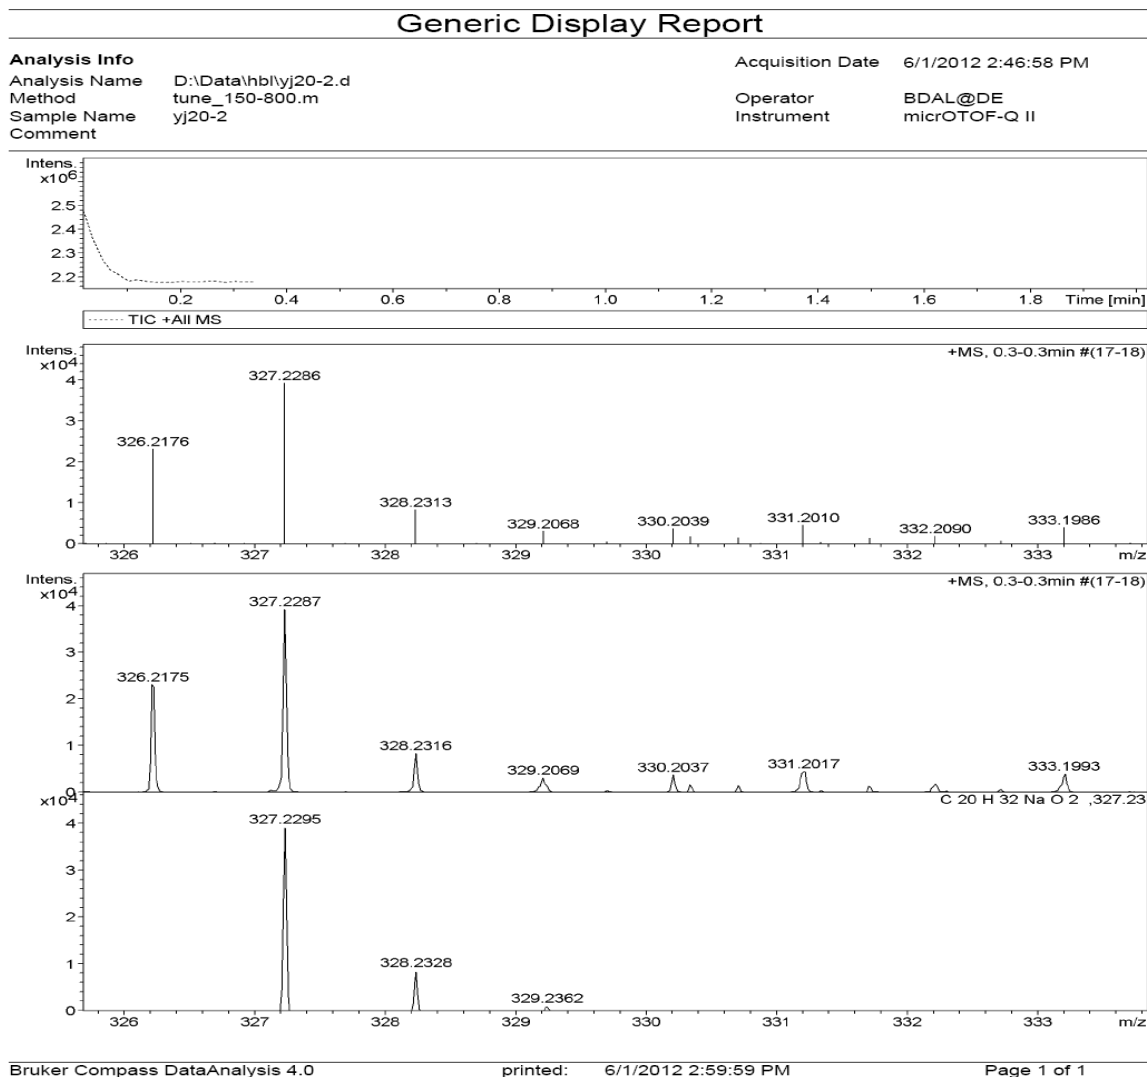 Generic Display Report
Analysis Info
Acquisition Date 6/1/2012 2:46:58 PM
Analysis Name D:\Data\hbl\yj20-2.d
Method tune_150-800.m
Operator BDAL@DE
Sample Name yj20-2
Instrument micrOTOF-Q II
Comment
Intens.
x10⁶
2.5
2.4
2.3
2.2
0.2 0.4 0.6 0.8 1.0 1.2 1.4 1.6 1.8 Time [min]
TIC +All MS
Intens.
x10⁴
+MS, 0.3-0.3min #(17-18)
4
3
2
1
0
327.2286
326.2176
328.2313
329.2068
330.2039
331.2010
332.2090
333.1986
326 327 328 329 330 331 332 333 m/z
Intens.
x10⁴
+MS, 0.3-0.3min #(17-18)
4
3
2
1
0
327.2287
326.2175
328.2316
329.2069
330.2037
331.2017
333.1993
x10⁴
C 20 H 32 Na O 2 ,327.23
4
3
2
1
0
327.2295
328.2328
329.2362
326 327 328 329 330 331 332 333 m/z
Bruker Compass DataAnalysis 4.0 printed: 6/1/2012 2:59:59 PM Page 1 of 1